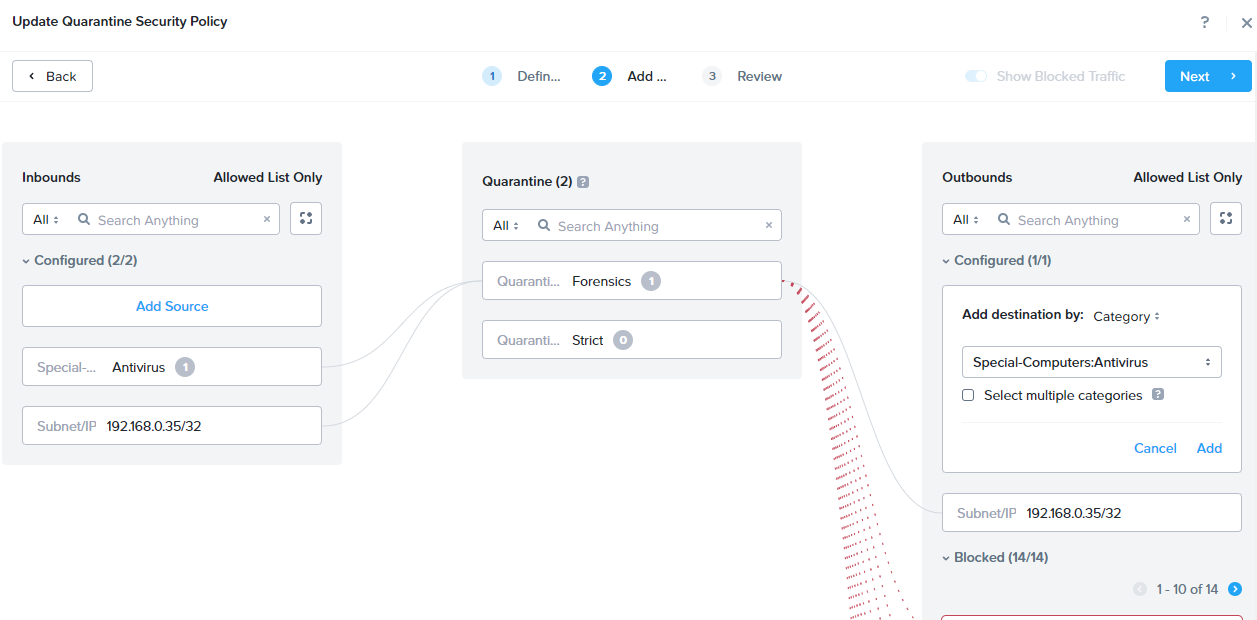 Update Quarantine Security Policy
?
×
Back
1 Defin...
2 Add ...
3 Review
Show Blocked Traffic
Next
Inbounds
Allowed List Only
All
Search Anything
×
Configured (2/2)
Add Source
Special-... Antivirus 1
Subnet/IP 192.168.0.35/32
Quarantine (2) ?
All
Search Anything
×
Quaranti... Forensics 1
Quaranti... Strict 0
Outbounds
Allowed List Only
All
Search Anything
×
Configured (1/1)
Add destination by: Category
Special-Computers:Antivirus
Select multiple categories ?
Cancel
Add
Subnet/IP 192.168.0.35/32
Blocked (14/14)
1 - 10 of 14